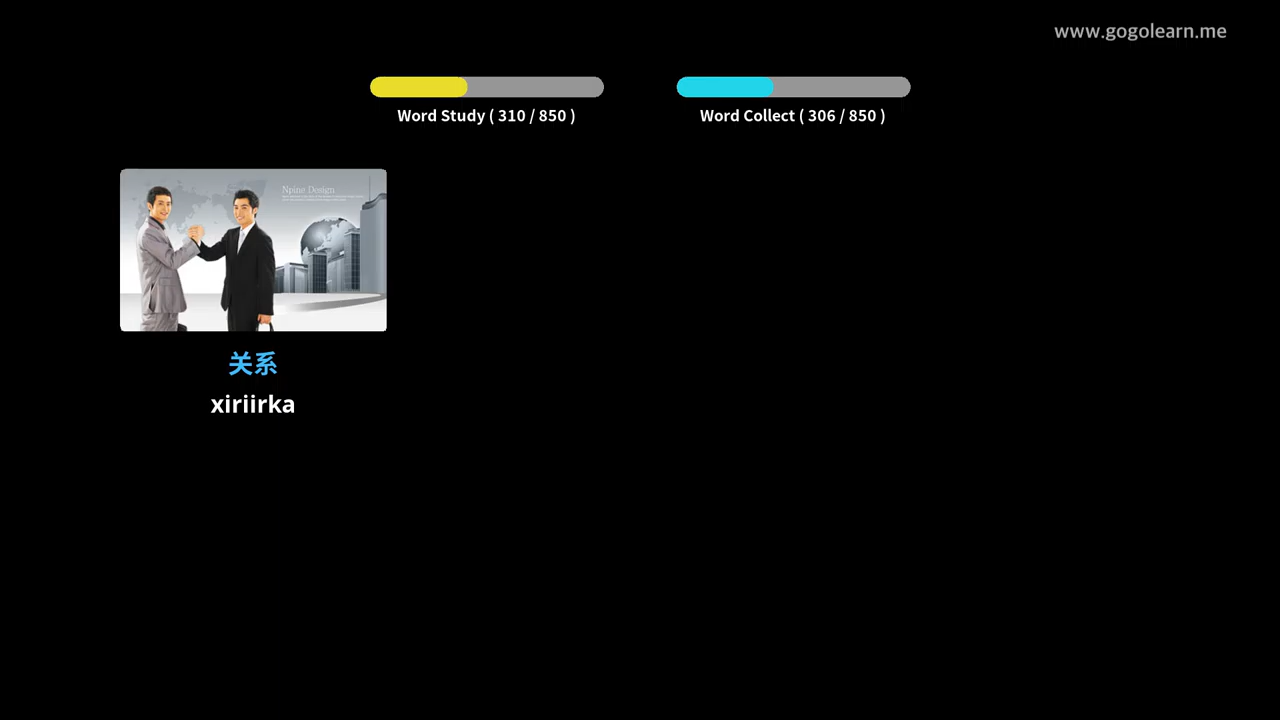 www.gogolearn.me
Word Study ( 310 / 850 )
Word Collect ( 306 / 850 )
Npine Design
关系
xiriirka